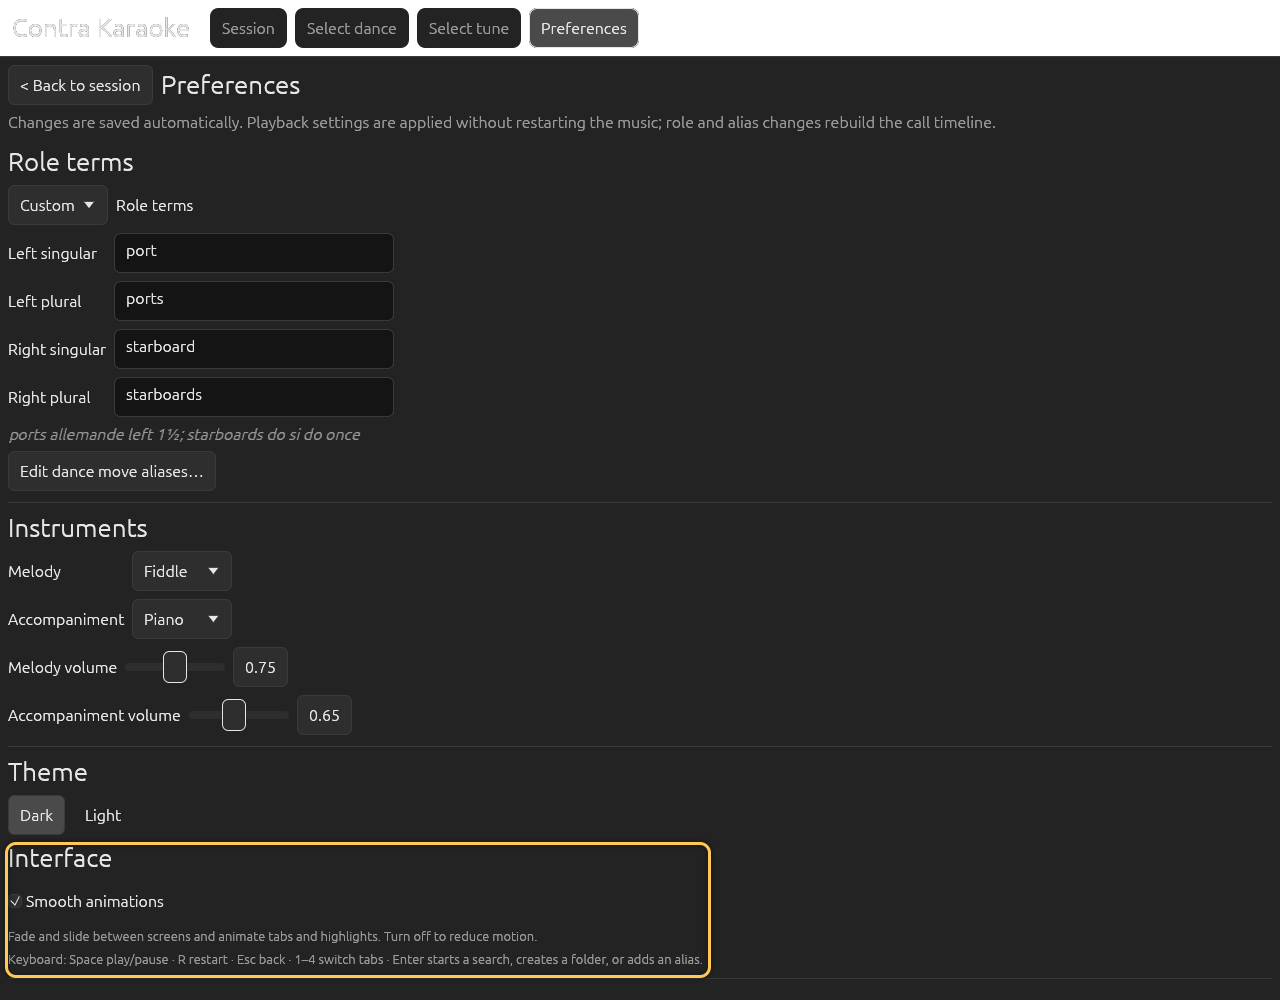 Contra Karaoke
Session
Select dance
Select tune
Preferences
< Back to session
Preferences
Changes are saved automatically. Playback settings are applied without restarting the music; role and alias changes rebuild the call timeline.
Role terms
Custom
Role terms
Left singular
port
Left plural
ports
Right singular
starboard
Right plural
starboards
ports allemande left 1½; starboards do si do once
Edit dance move aliases…
Instruments
Melody
Fiddle
Accompaniment
Piano
Melody volume
0.75
Accompaniment volume
0.65
Theme
Dark
Light
Interface
Smooth animations
Fade and slide between screens and animate tabs and highlights. Turn off to reduce motion.
Keyboard: Space play/pause · R restart · Esc back · 1–4 switch tabs · Enter starts a search, creates a folder, or adds an alias.